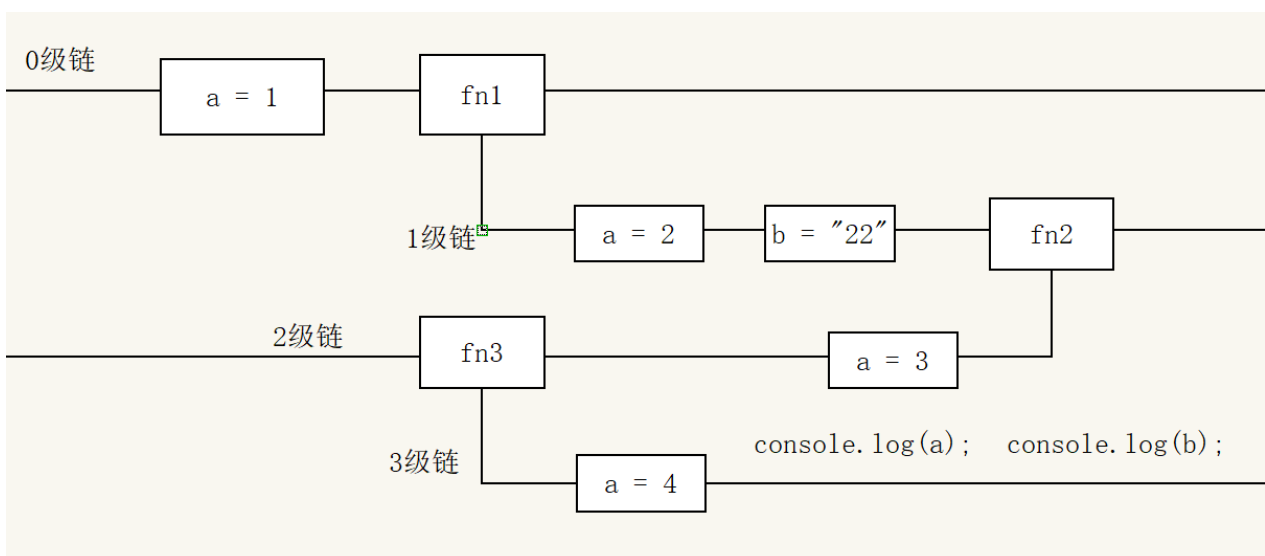 0级链
a = 1
fn1
1级链
a = 2
b = "22"
fn2
2级链
fn3
a = 3
3级链
a = 4
console.log(a); console.log(b);